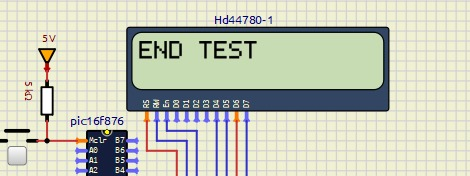 Hd44780-1
5V
END TEST
5 kΩ
RS RW En D0 D1 D2 D3 D4 D5 D6 D7
pic16f876
Mclr B7
A0 B6
A1 B5
A2 B4